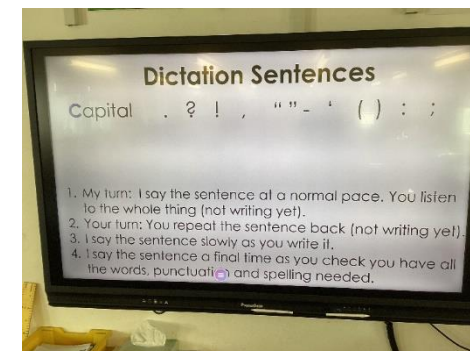 Dictation Sentences
Capital . ? ! , “ ” - ‘ ( ) : ;
1. My turn: I say the sentence at a normal pace. You listen
to the whole thing (not writing yet).
2. Your turn: You repeat the sentence back (not writing yet).
3. I say the sentence slowly as you write it.
4. I say the sentence a final time as you check you have all
the words, punctuation and spelling needed.